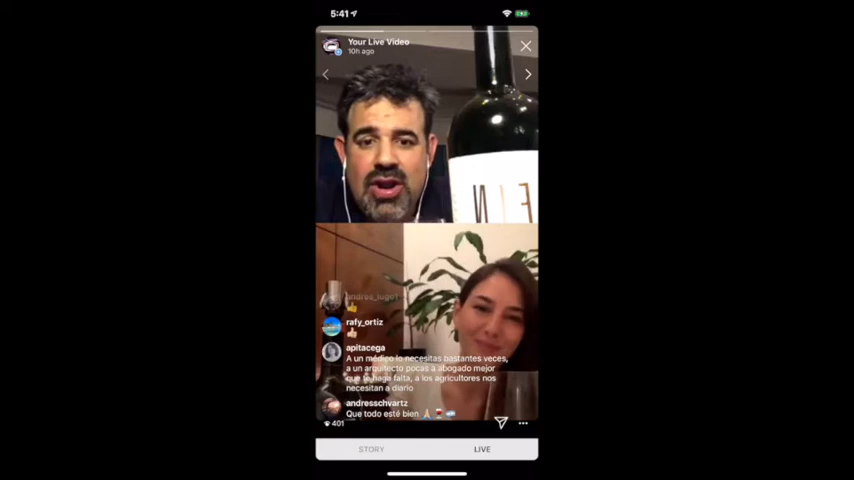 5:41
Your Live Video
10h ago
andres_lugo1
rafy_ortiz
apitacega
A un médico lo necesitas bastantes veces,
a un arquitecto pocas a abogado mejor
que te haga falta, a los agricultores nos
necesitan a diario
andresschvartz
Que todo esté bien 🙏🏼🍷
401
STORY
LIVE